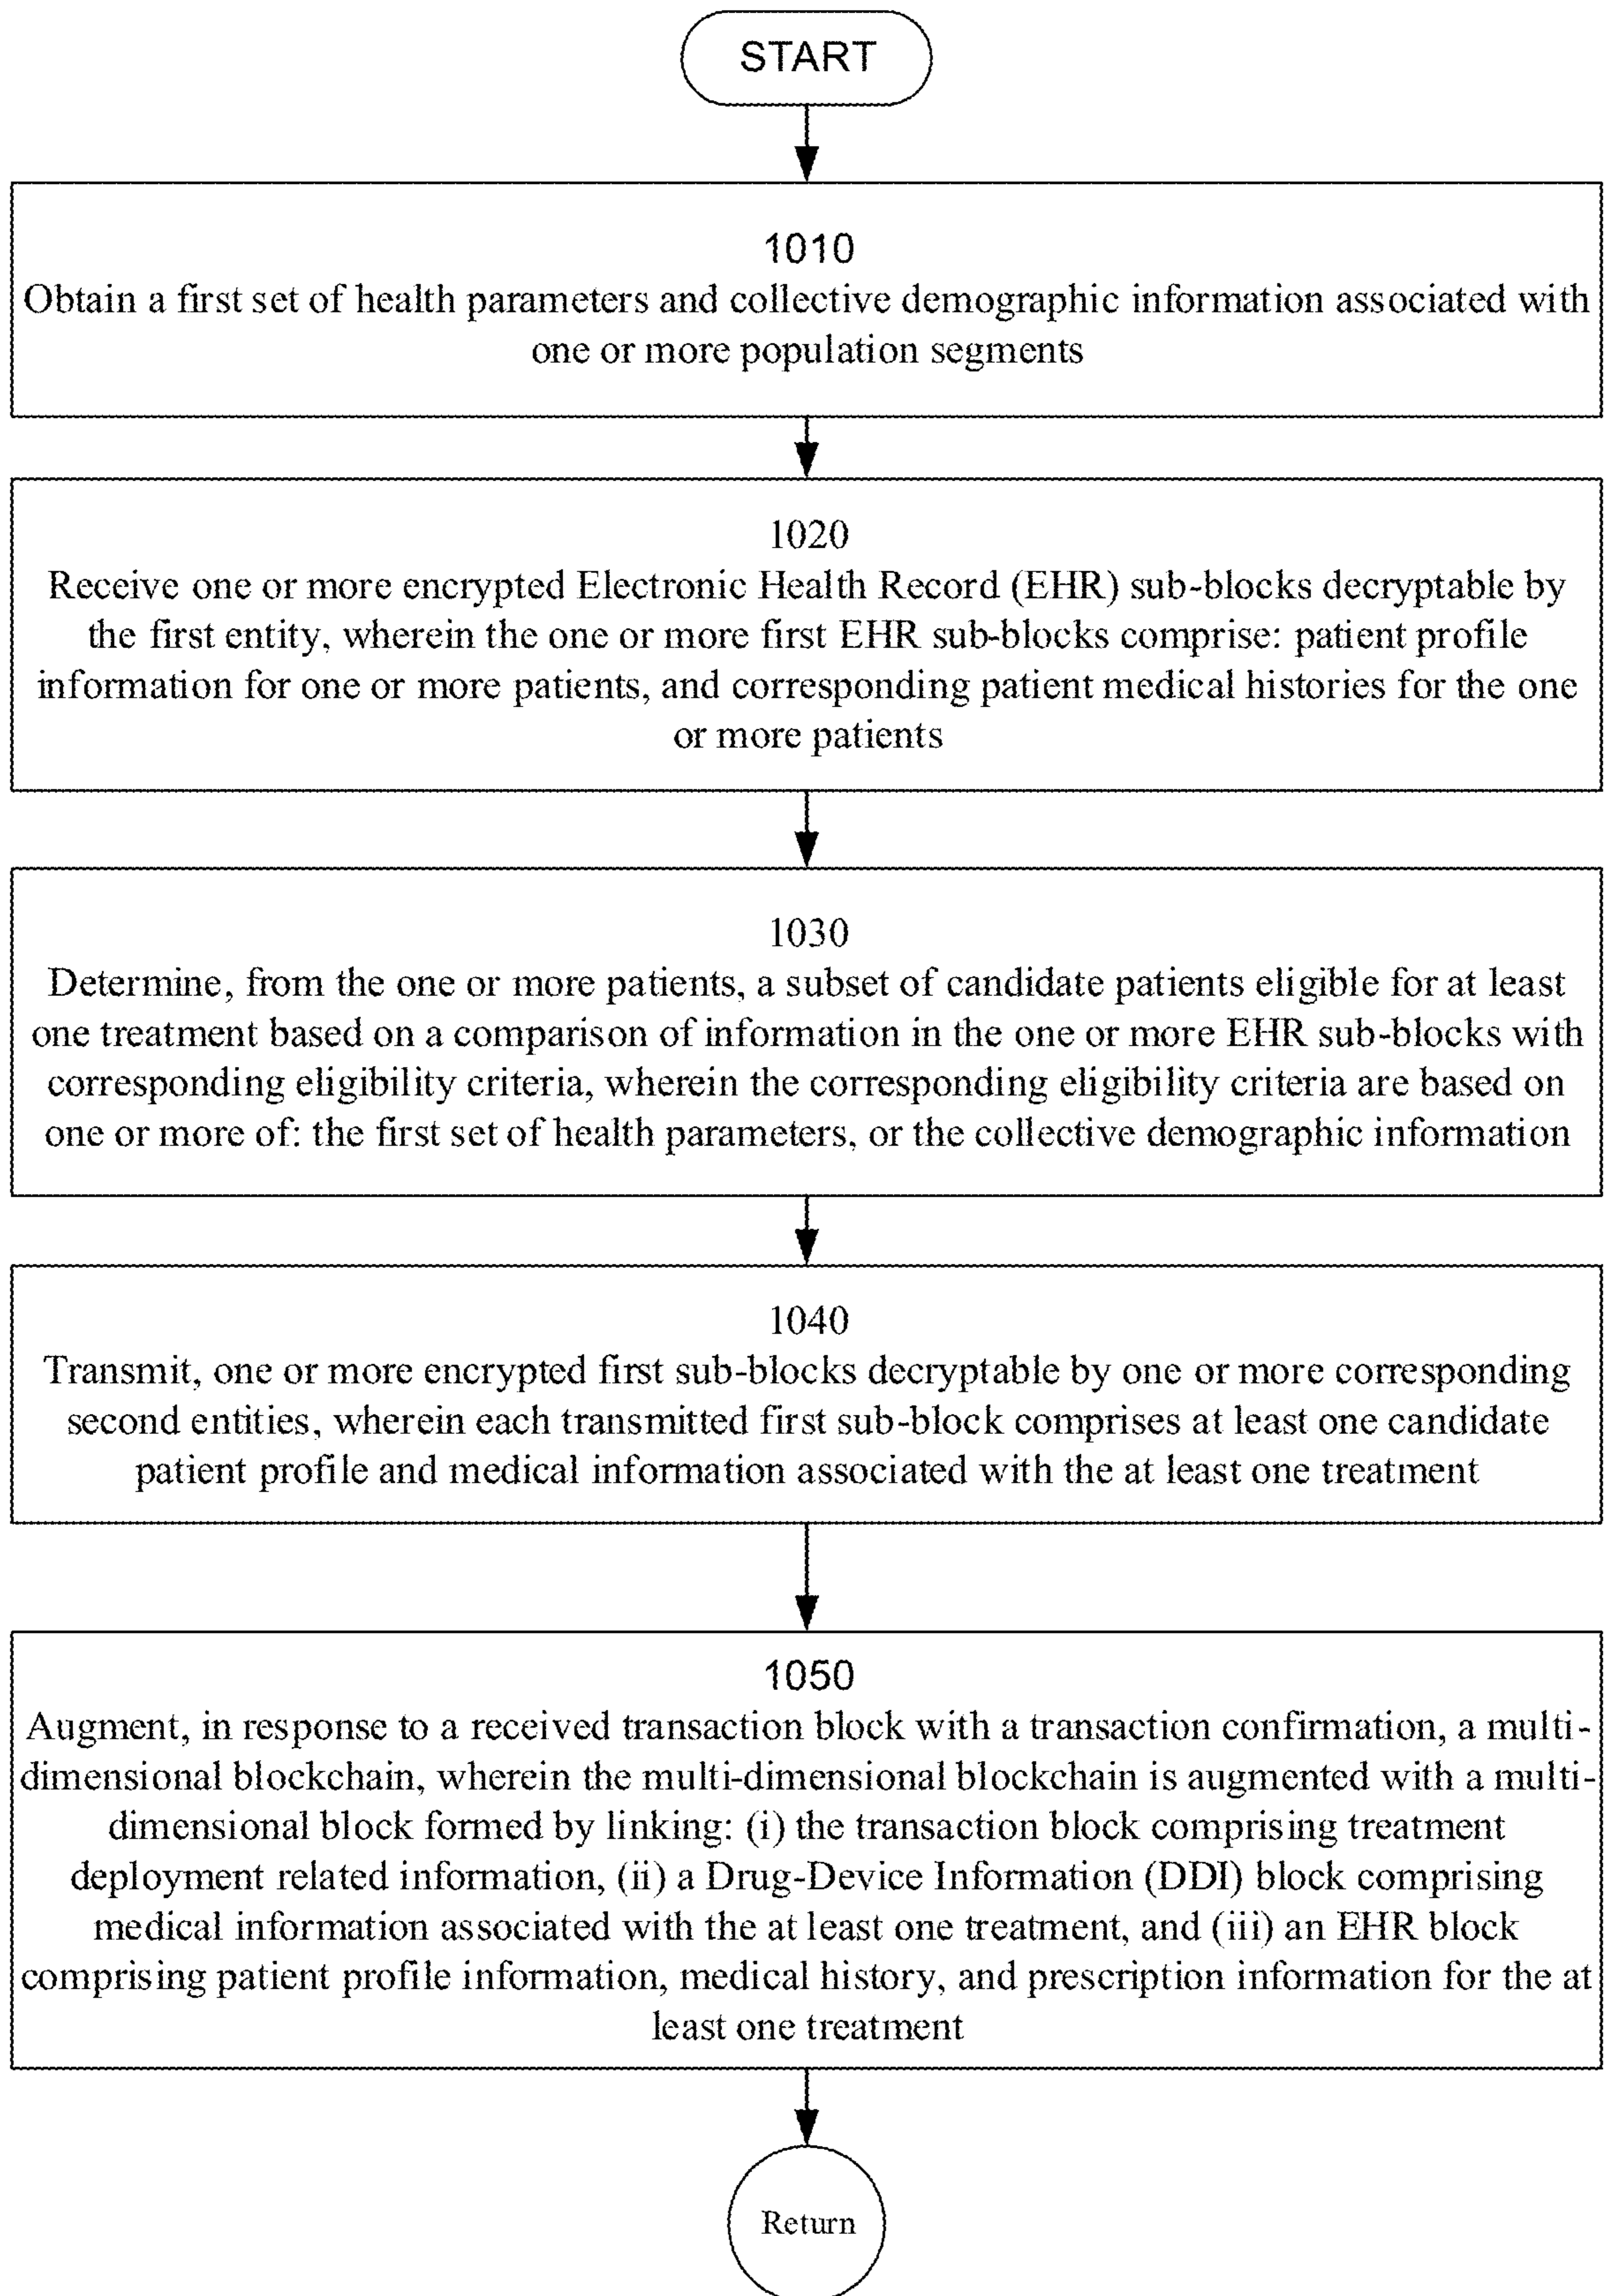 START
1010
Obtain a first set of health parameters and collective demographic information associated with
one or more population segments
1020
Receive one or more encrypted Electronic Health Record (EHR) sub-blocks decryptable by
the first entity, wherein the one or more first EHR sub-blocks comprise: patient profile
information for one or more patients, and corresponding patient medical histories for the one
or more patients
1030
Determine, from the one or more patients, a subset of candidate patients eligible for at least
one treatment based on a comparison of information in the one or more EHR sub-blocks with
corresponding eligibility criteria, wherein the corresponding eligibility criteria are based on
one or more of: the first set of health parameters, or the collective demographic information
1040
Transmit, one or more encrypted first sub-blocks decryptable by one or more corresponding
second entities, wherein each transmitted first sub-block comprises at least one candidate
patient profile and medical information associated with the at least one treatment
1050
Augment, in response to a received transaction block with a transaction confirmation, a multi-
dimensional blockchain, wherein the multi-dimensional blockchain is augmented with a multi-
dimensional block formed by linking: (i) the transaction block comprising treatment
deployment related information, (ii) a Drug-Device Information (DDI) block comprising
medical information associated with the at least one treatment, and (iii) an EHR block
comprising patient profile information, medical history, and prescription information for the at
least one treatment
Return